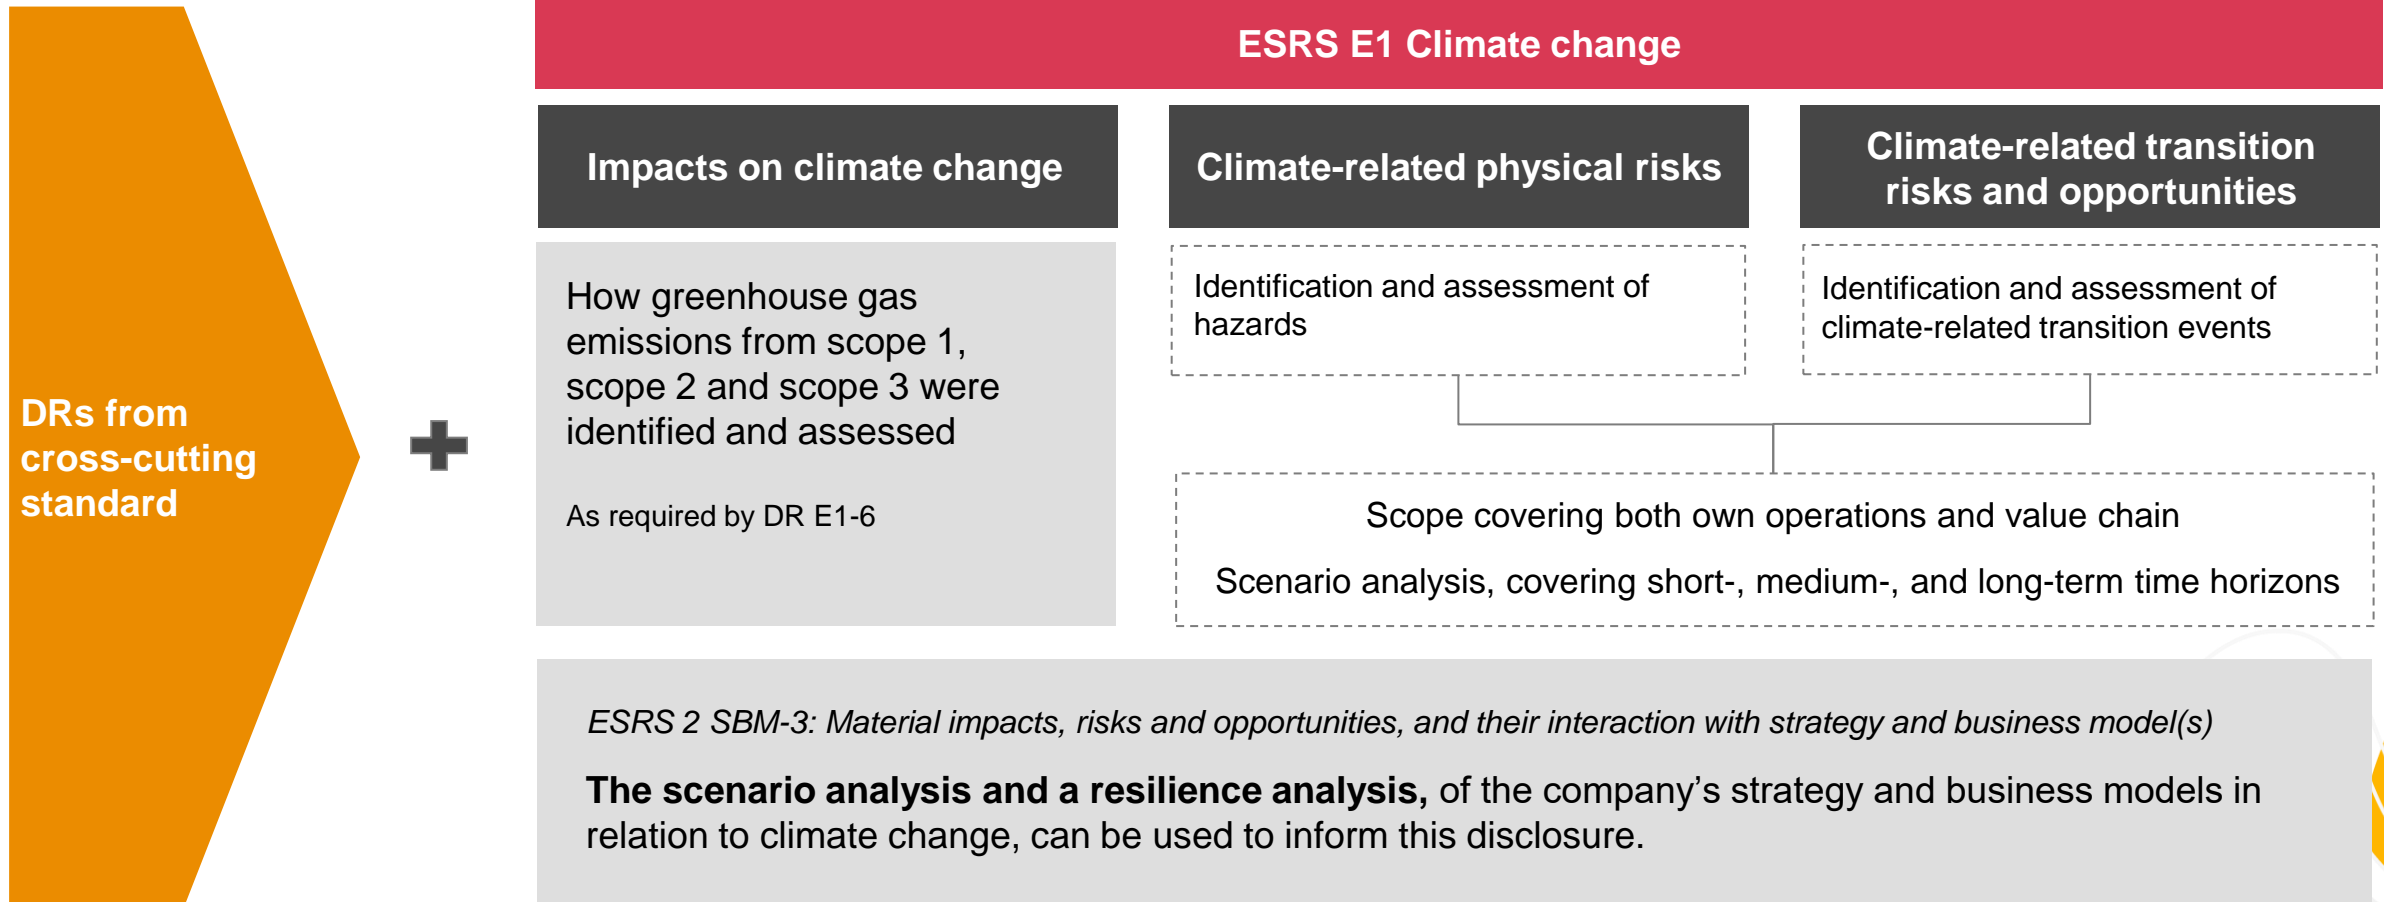 DRs from
cross-cutting
standard
ESRS E1 Climate change
Impacts on climate change
How greenhouse gas
emissions from scope 1,
scope 2 and scope 3 were
identified and assessed
As required by DR E1-6
Climate-related physical risks
Identification and assessment of
hazards
Climate-related transition
risks and opportunities
Identification and assessment of
climate-related transition events
Scope covering both own operations and value chain
Scenario analysis, covering short-, medium-, and long-term time horizons
ESRS 2 SBM-3: Material impacts, risks and opportunities, and their interaction with strategy and business model(s)
The scenario analysis and a resilience analysis, of the company’s strategy and business models in
relation to climate change, can be used to inform this disclosure.